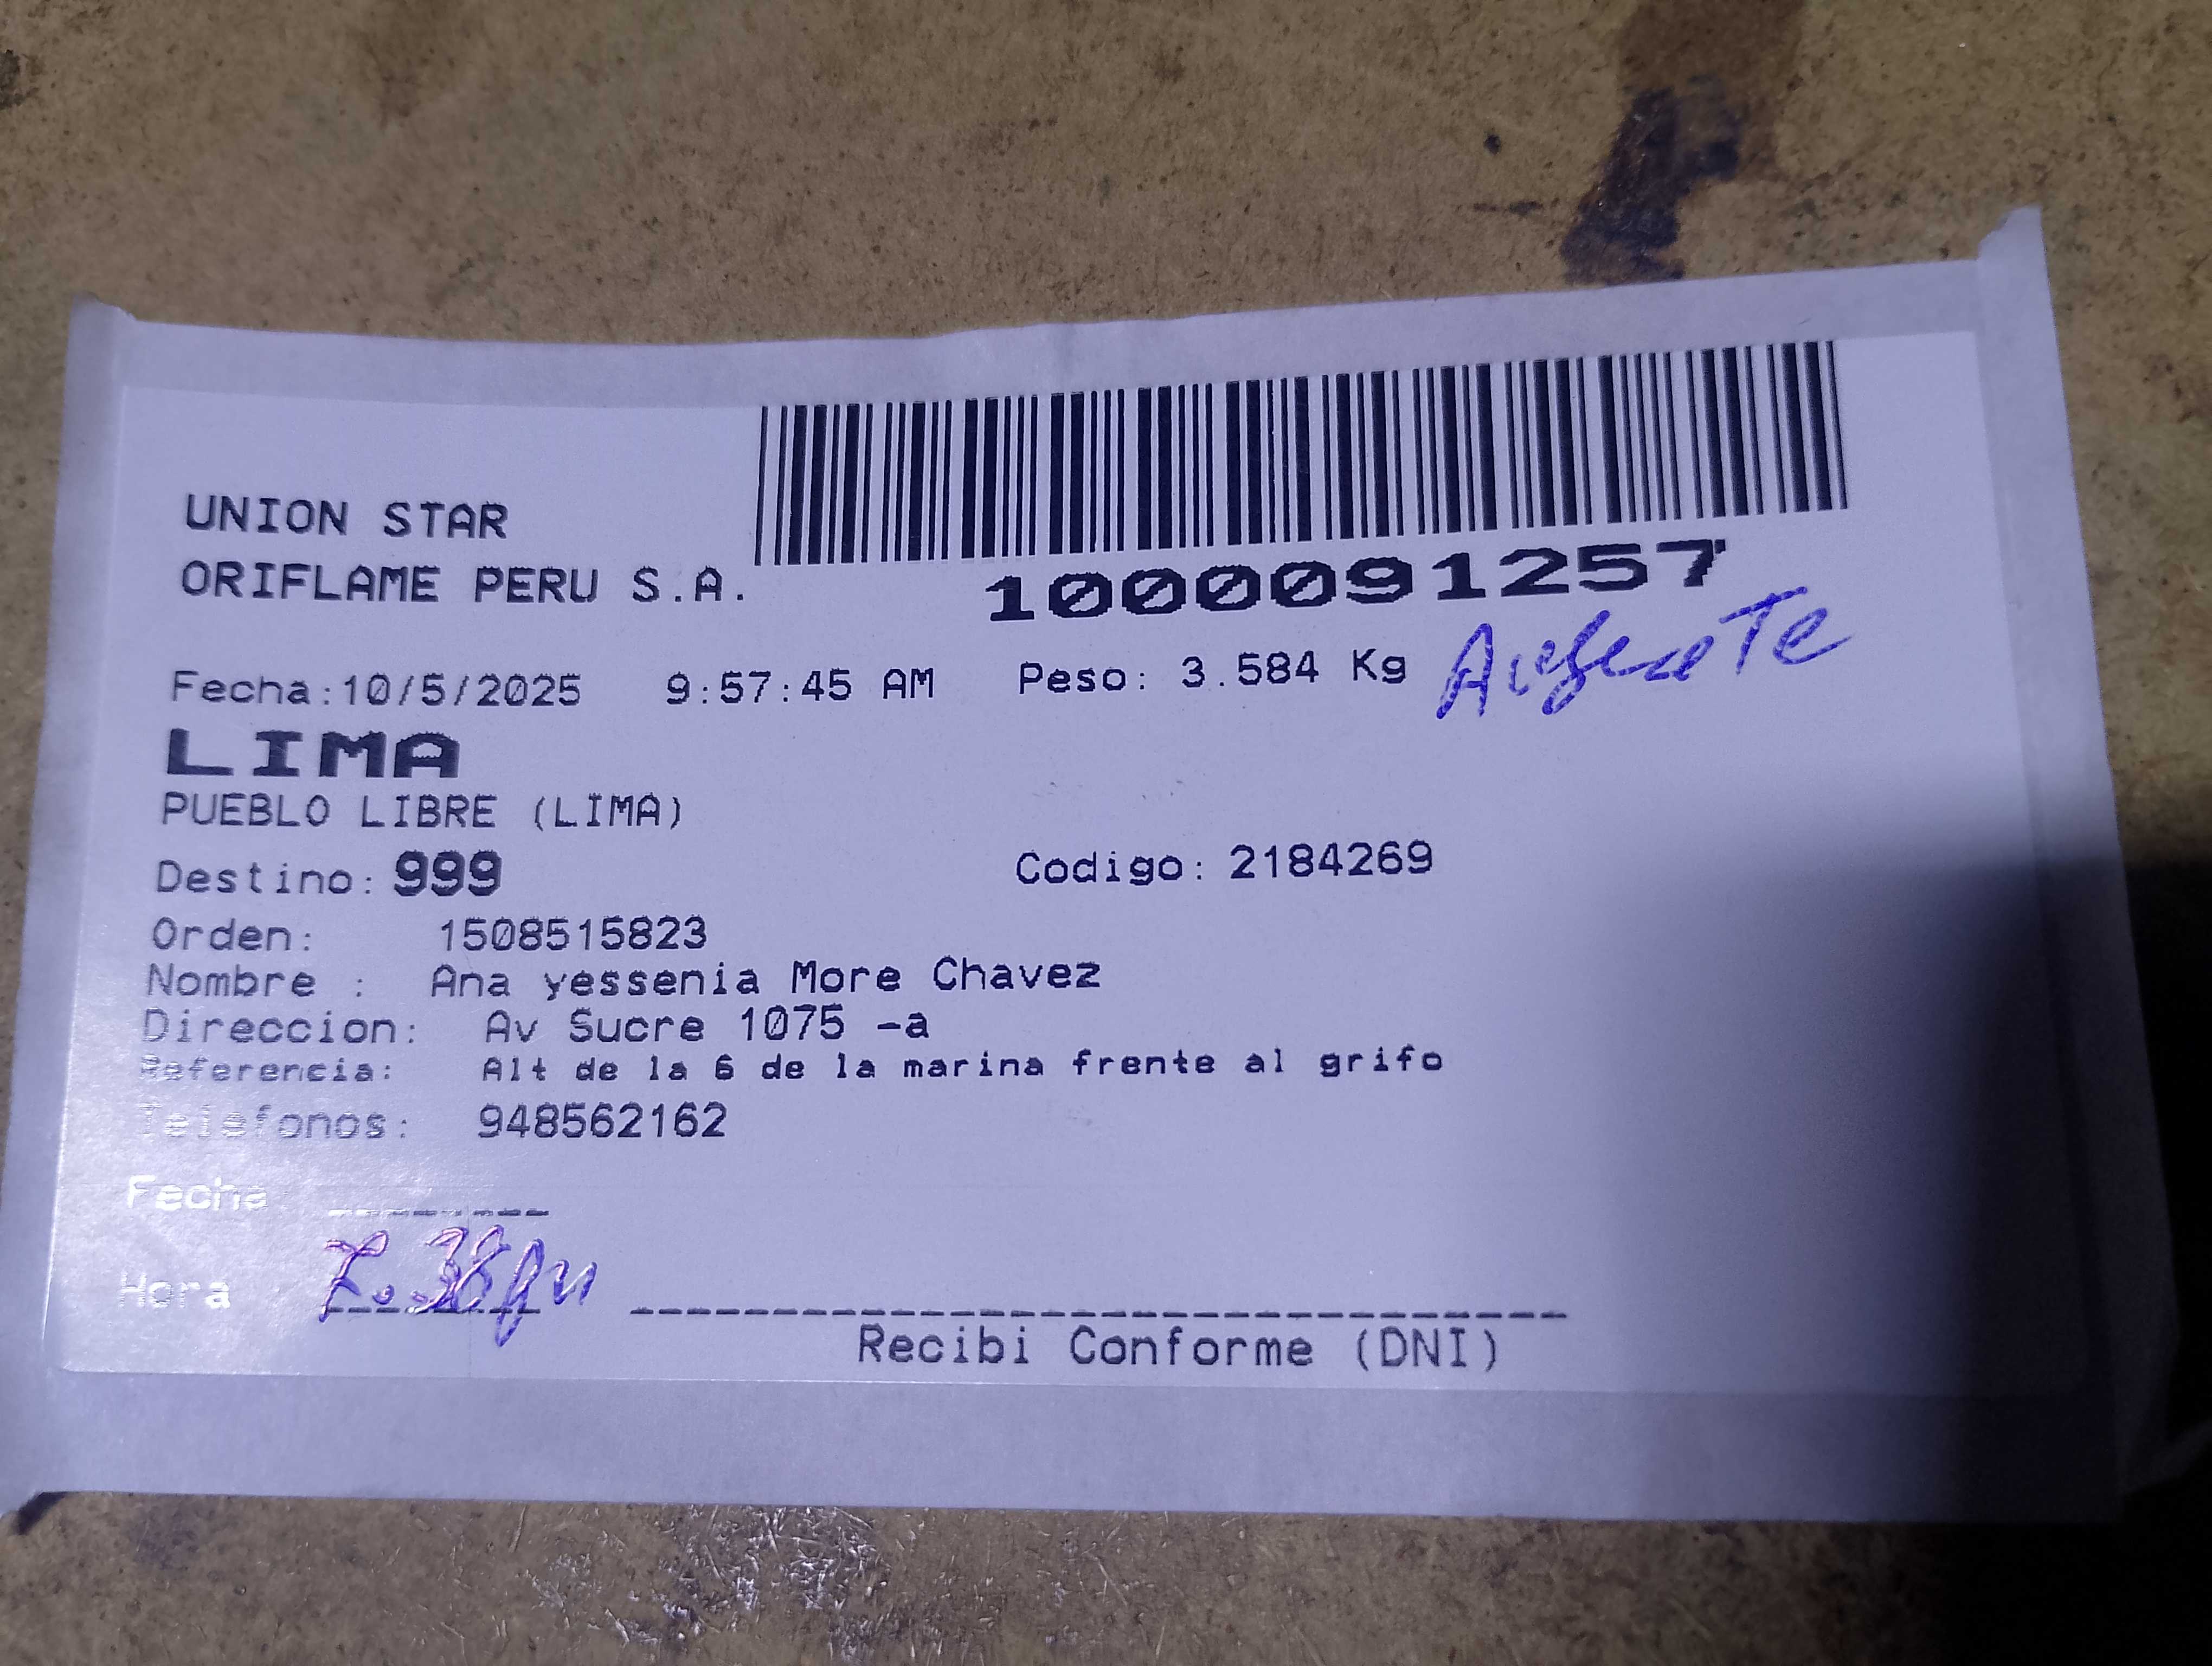 UNION STAR
ORIFLAME PERU S.A.
1000091257
Fecha:10/5/2025 9:57:45 AM Peso: 3.584 Kg
LIMA
PUEBLO LIBRE (LIMA)
Destino: 999 Codigo: 2184269
Orden: 1508515823
Nombre : Ana yessenia More Chavez
Direccion: Av Sucre 1075 -a
Referencia: Alt de la 6 de la marina frente al grifo
Telefonos: 948562162
Fecha
Hora
Recibi Conforme (DNI)